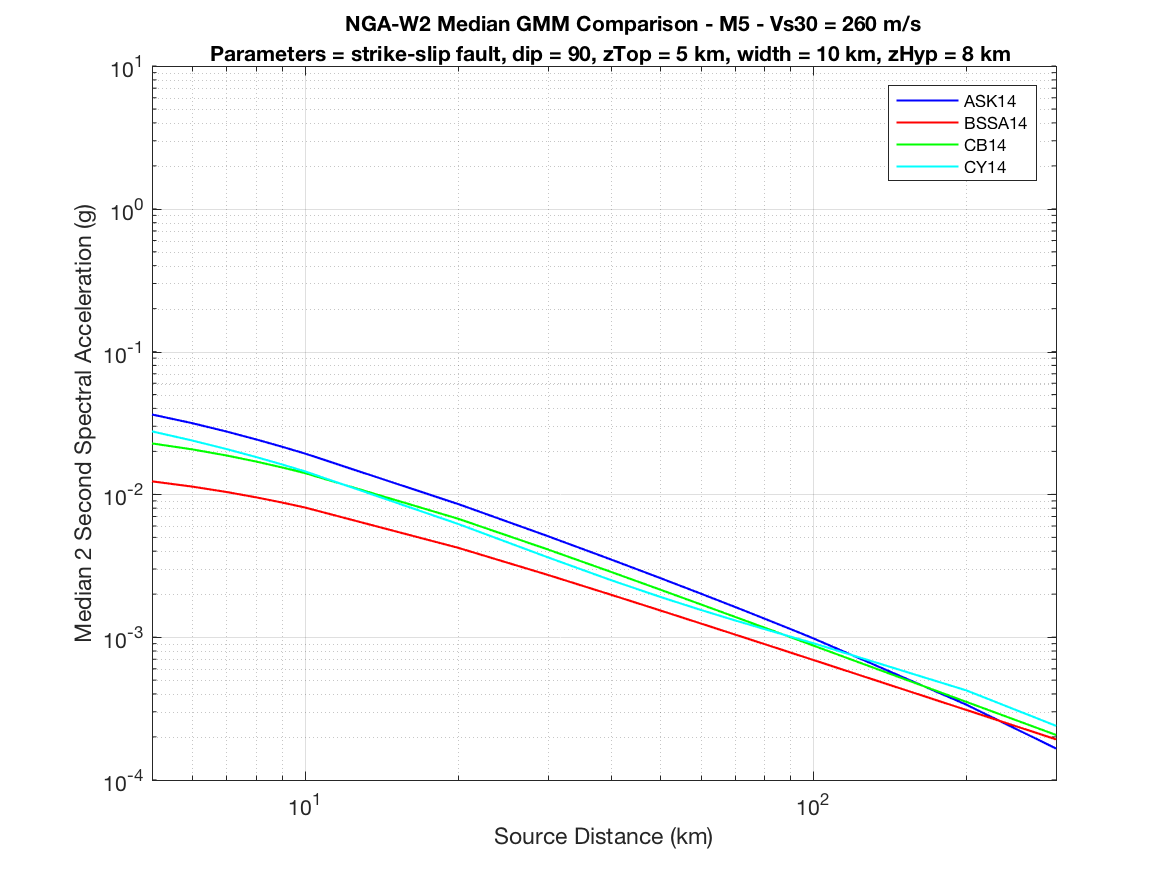 NGA-W2 Median GMM Comparison - M5 - Vs30 = 260 m/s
Parameters = strike-slip fault, dip = 90, zTop = 5 km, width = 10 km, zHyp = 8 km
10^1
ASK14
BSSA14
CB14
CY14
10^0
10^-1
10^-2
10^-3
10^-4
Median 2 Second Spectral Acceleration (g)
10^1
10^2
Source Distance (km)